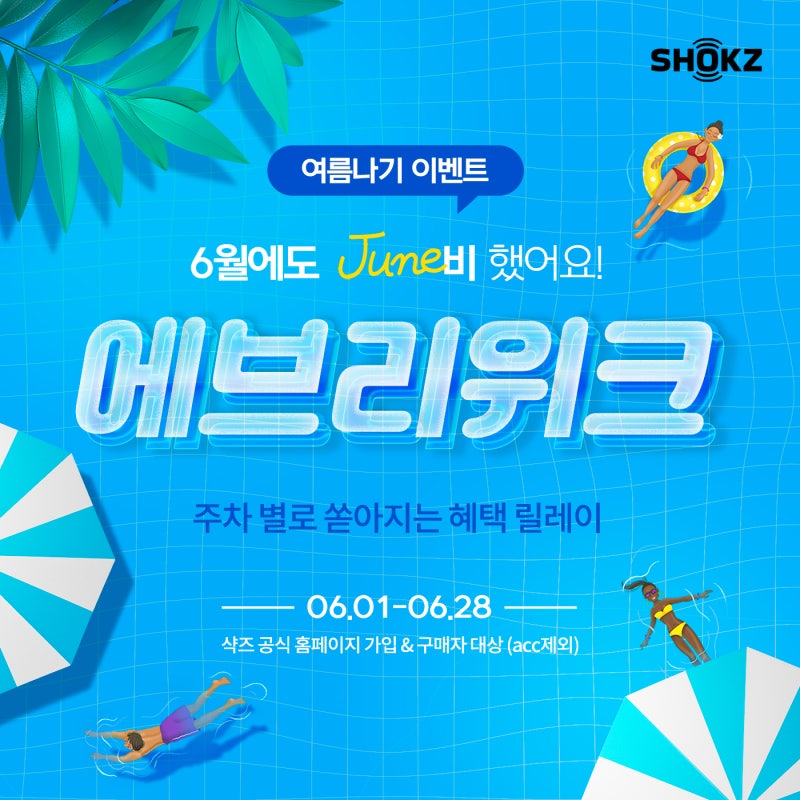 SHOKZ
여름나기 이벤트
6월에도 June비 했어요!
에브리위크
주차 별로 쏟아지는 혜택 릴레이
06.01-06.28
샥즈 공식 홈페이지 가입 & 구매자 대상 (acc제외)